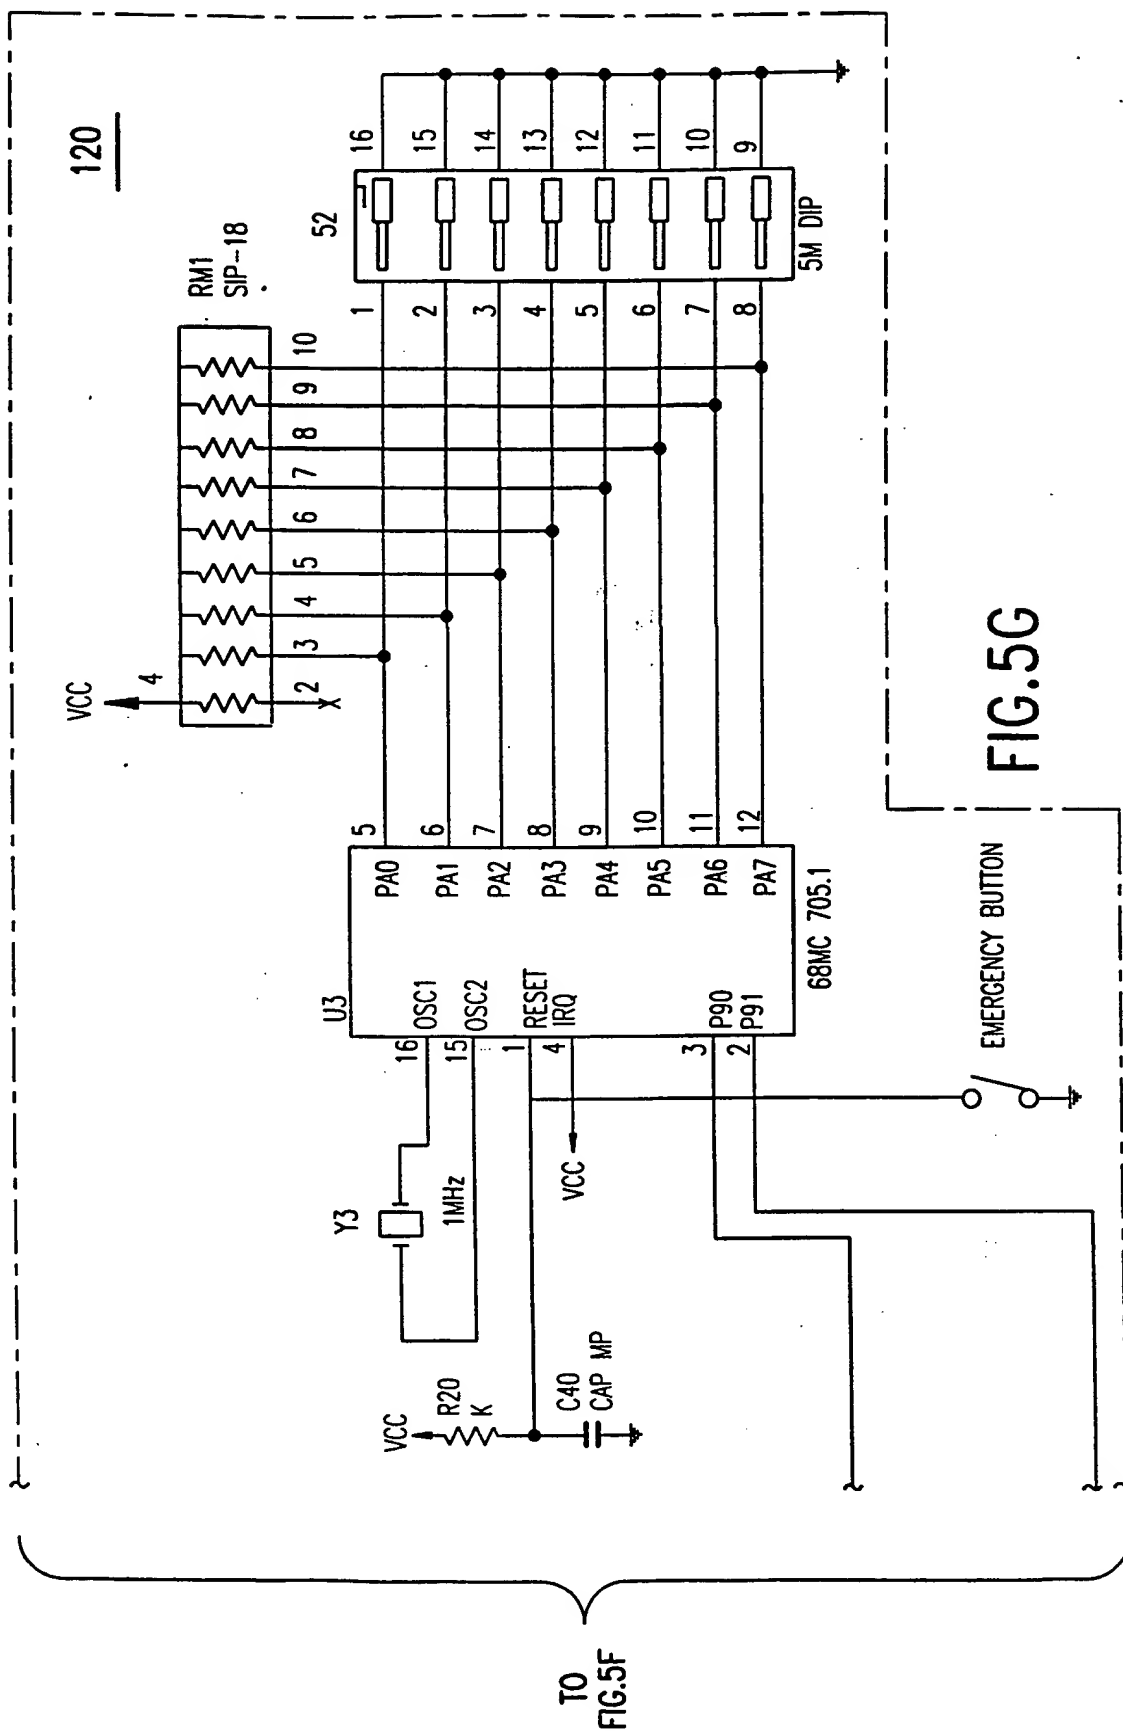 120
VCC
4
RM1
SIP-18
2
3
4
5
6
7
8
9
10
52
1
2
3
4
5
6
7
8
16
15
14
13
12
11
10
9
5M DIP
U3
OSC1
OSC2
RESET
IRQ
P90
P91
PA0
PA1
PA2
PA3
PA4
PA5
PA6
PA7
5
6
7
8
9
10
11
12
16
15
1
4
3
2
68MC 705.1
Y3
1MHz
VCC
VCC
R20
K
C40
CAP MP
EMERGENCY BUTTON
TO
FIG.5F
FIG.5G